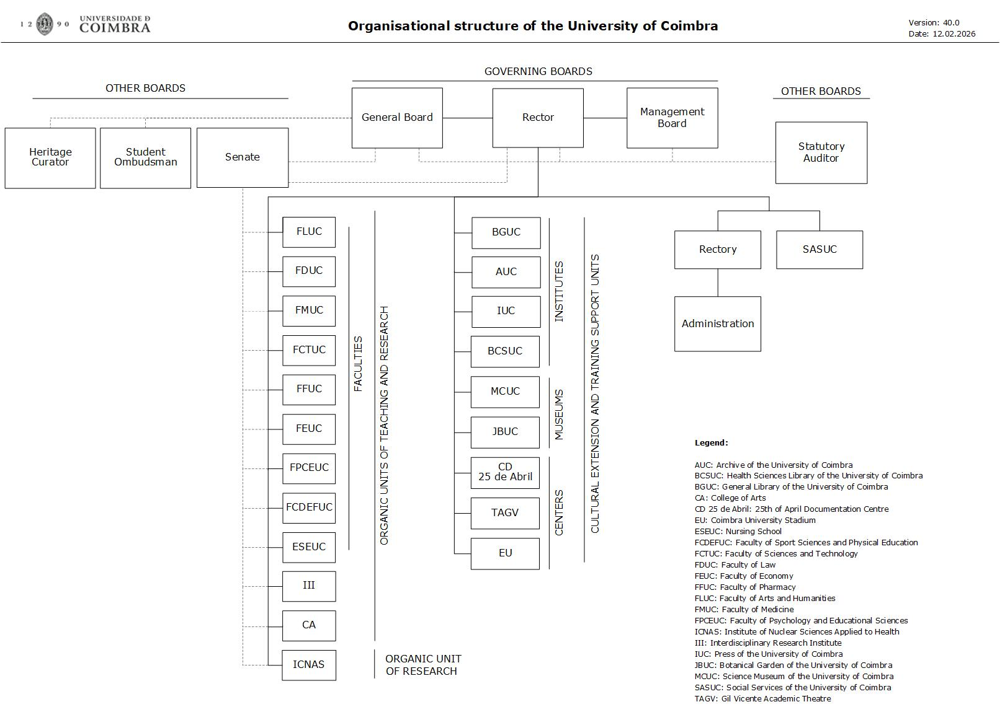 1 2 9 0 UNIVERSIDADE D
COIMBRA
Organisational structure of the University of Coimbra
Version: 40.0
Date: 12.02.2026
GOVERNING BOARDS
OTHER BOARDS
OTHER BOARDS
General Board
Rector
Management
Board
Heritage
Curator
Student
Ombudsman
Senate
Statutory
Auditor
FLUC
FDUC
FMUC
FCTUC
FFUC
FEUC
FPCEUC
FCDEFUC
ESEUC
III
CA
ICNAS
FACULTIES
ORGANIC UNITS OF TEACHING AND RESEARCH
ORGANIC UNIT
OF RESEARCH
BGUC
AUC
IUC
BCSUC
MCUC
JBUC
CD
25 de Abril
TAGV
EU
INSTITUTES
MUSEUMS
CENTERS
CULTURAL EXTENSION AND TRAINING SUPPORT UNITS
Rectory
SASUC
Administration
Legend:
AUC: Archive of the University of Coimbra
BCSUC: Health Sciences Library of the University of Coimbra
BGUC: General Library of the University of Coimbra
CA: College of Arts
CD 25 de Abril: 25th of April Documentation Centre
EU: Coimbra University Stadium
ESEUC: Nursing School
FCDEFUC: Faculty of Sport Sciences and Physical Education
FCTUC: Faculty of Sciences and Technology
FDUC: Faculty of Law
FEUC: Faculty of Economy
FFUC: Faculty of Pharmacy
FLUC: Faculty of Arts and Humanities
FMUC: Faculty of Medicine
FPCEUC: Faculty of Psychology and Educational Sciences
ICNAS: Institute of Nuclear Sciences Applied to Health
III: Interdisciplinary Research Institute
IUC: Press of the University of Coimbra
JBUC: Botanical Garden of the University of Coimbra
MCUC: Science Museum of the University of Coimbra
SASUC: Social Services of the University of Coimbra
TAGV: Gil Vicente Academic Theatre